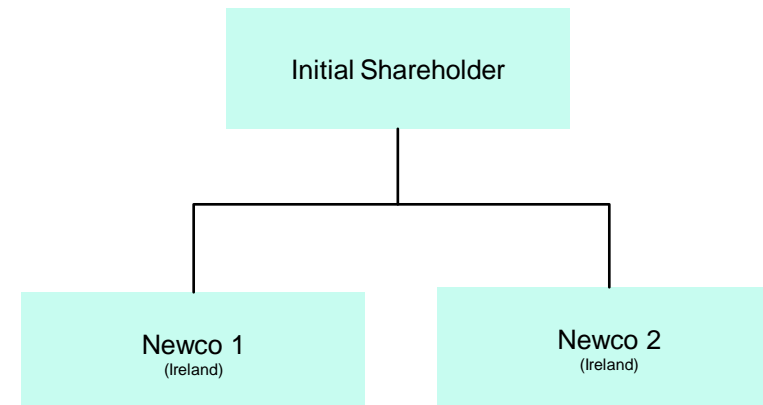 Initial Shareholder
Newco 1
(Ireland)
Newco 2
(Ireland)